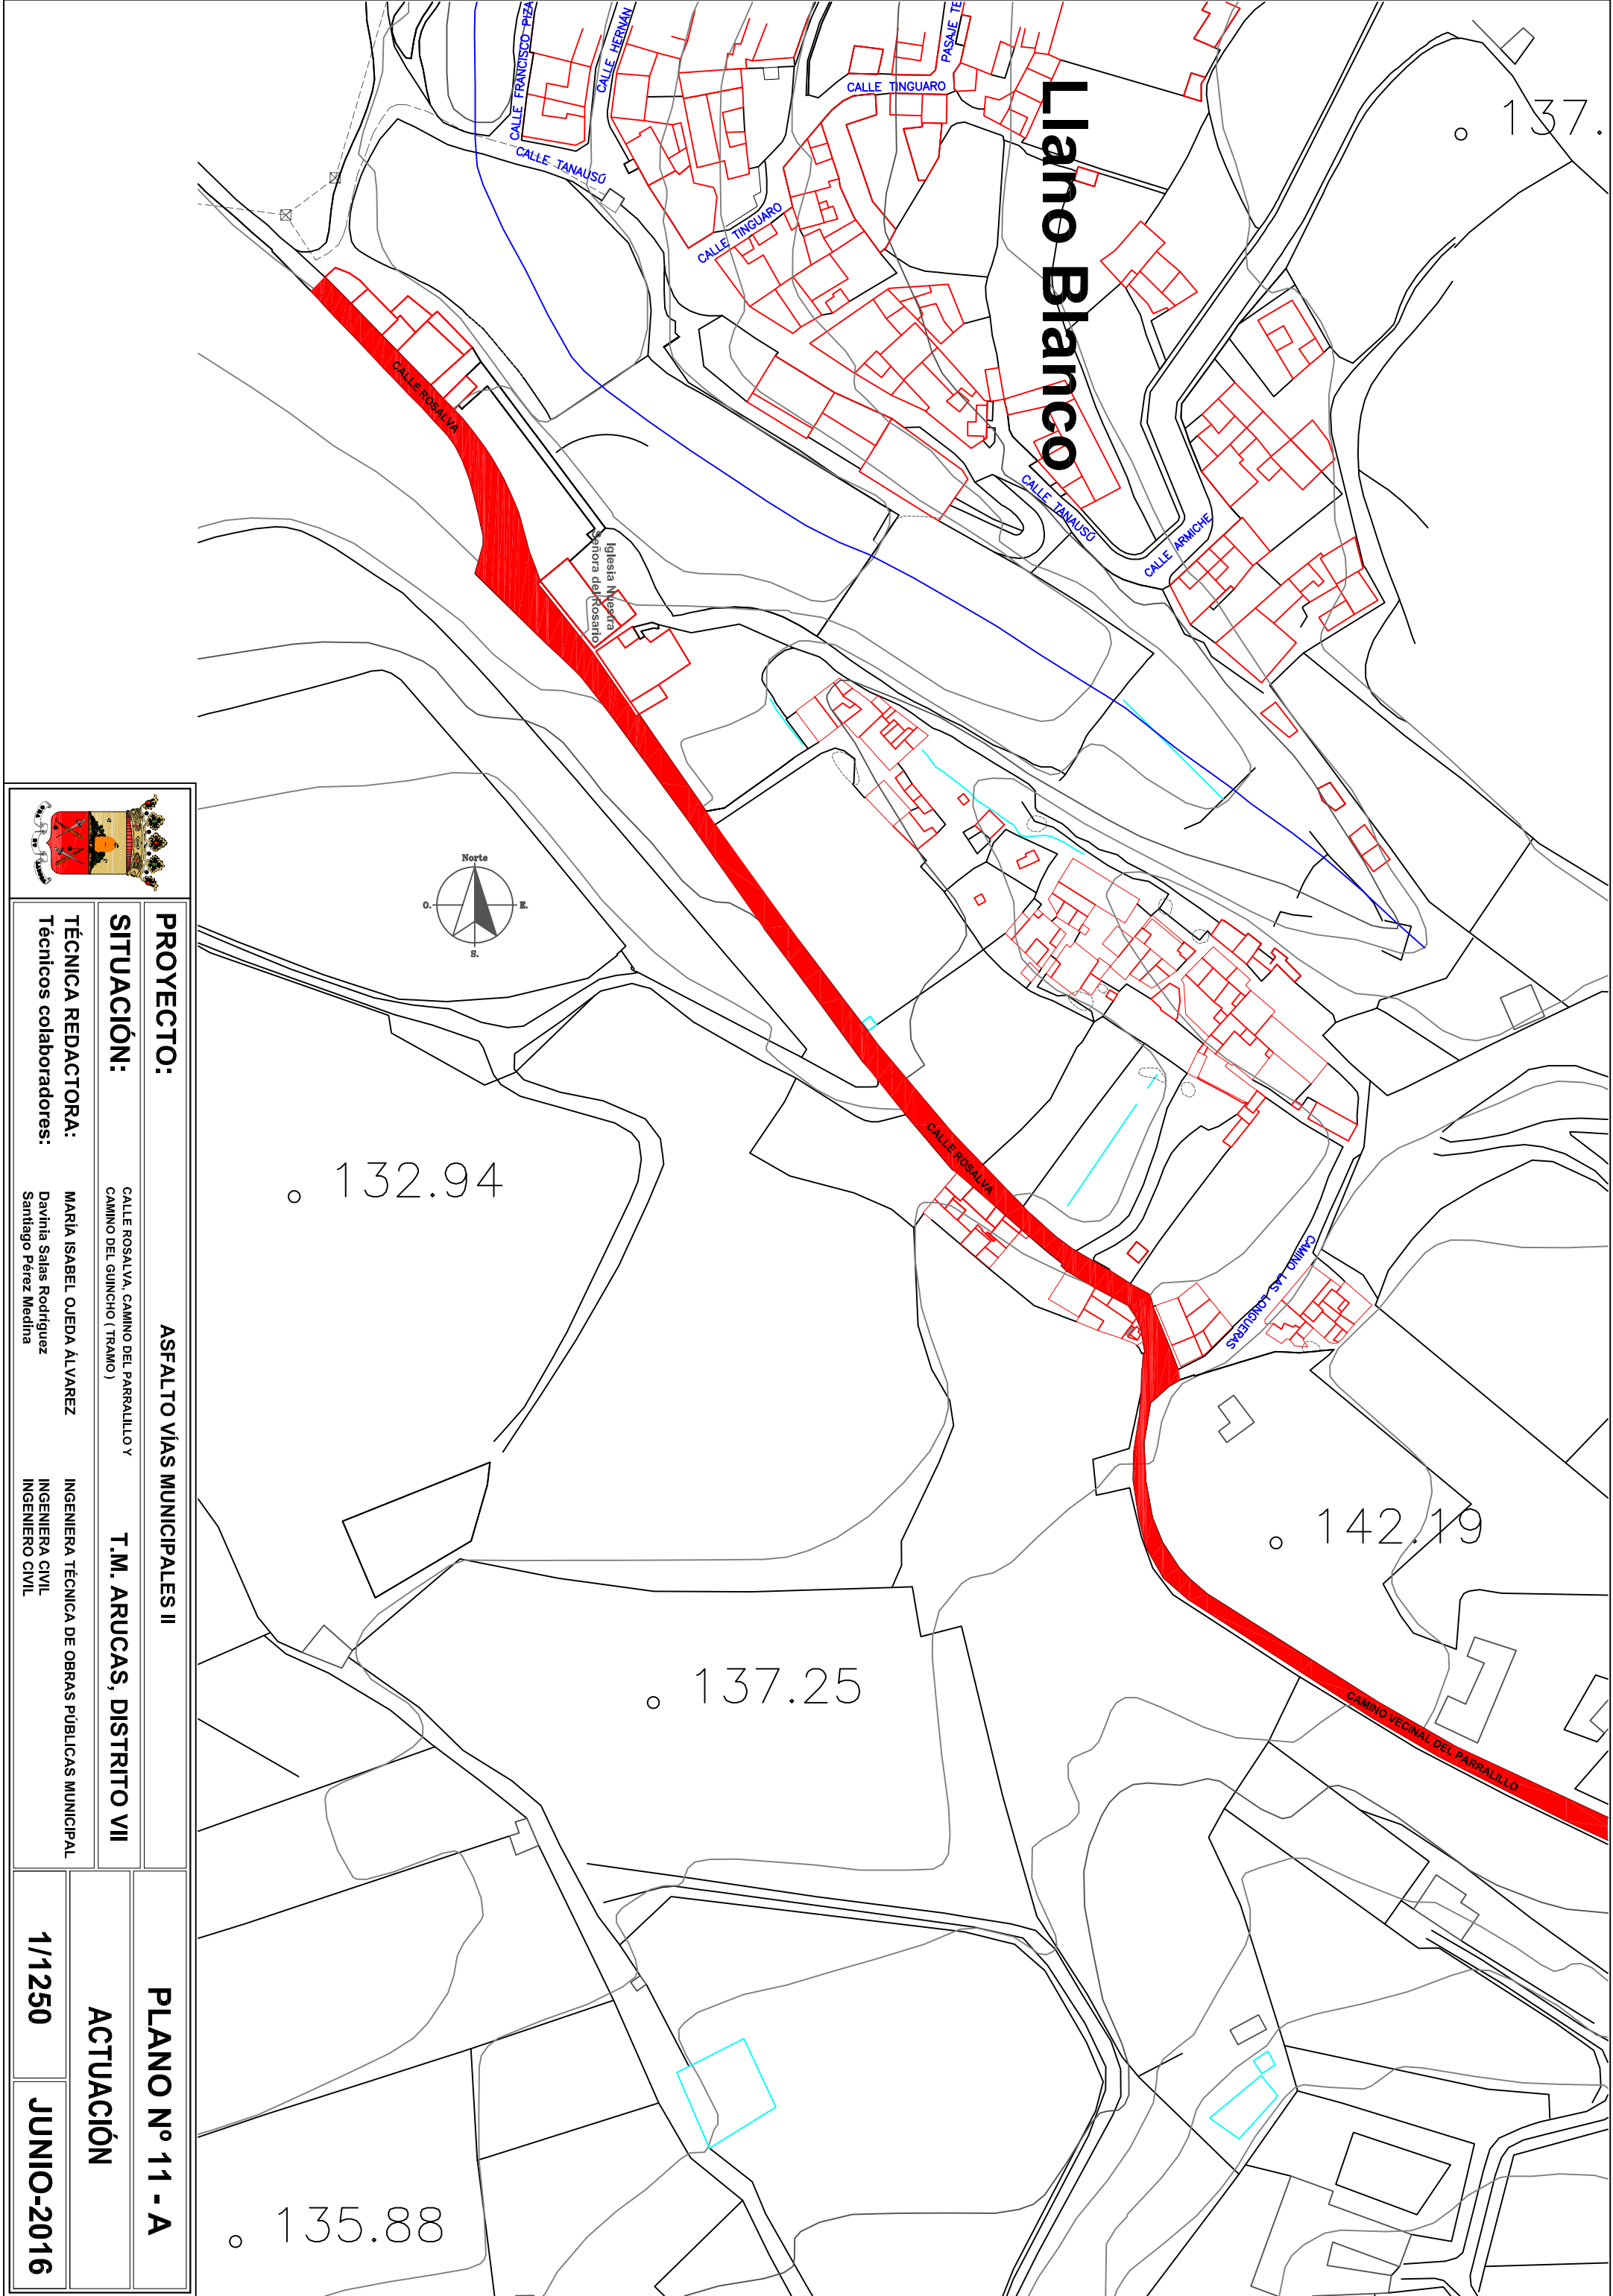 Llano Blanco
CALLE FRANCISCO PIZA
CALLE HERNÁN
CALLE TANAUSÚ
CALLE TINGUARO
PASAJE TE
CALLE TINGUARO
137.
CALLE ROSALVA
CALLE TANAUSÚ
CALLE ARMICHE
Iglesia Nuestra
Señora del Rosario
Norte
O.
E.
S.
132.94
CALLE ROSALVA
CAMINO LAS LONGUERAS
142.19
137.25
CAMINO VECINAL DEL PARRALILLO
135.88
PROYECTO:
ASFALTO VÍAS MUNICIPALES II
SITUACIÓN:
CALLE ROSALVA, CAMINO DEL PARRALILLO Y
CAMINO DEL GUINCHO ( TRAMO )
T.M. ARUCAS, DISTRITO VII
TÉCNICA REDACTORA:
MARÍA ISABEL OJEDA ÁLVAREZ
INGENIERA TÉCNICA DE OBRAS PÚBLICAS MUNICIPAL
Técnicos colaboradores:
Davinia Salas Rodríguez
INGENIERA CIVIL
Santiago Pérez Medina
INGENIERO CIVIL
PLANO Nº 11 - A
ACTUACIÓN
1/1250
JUNIO-2016